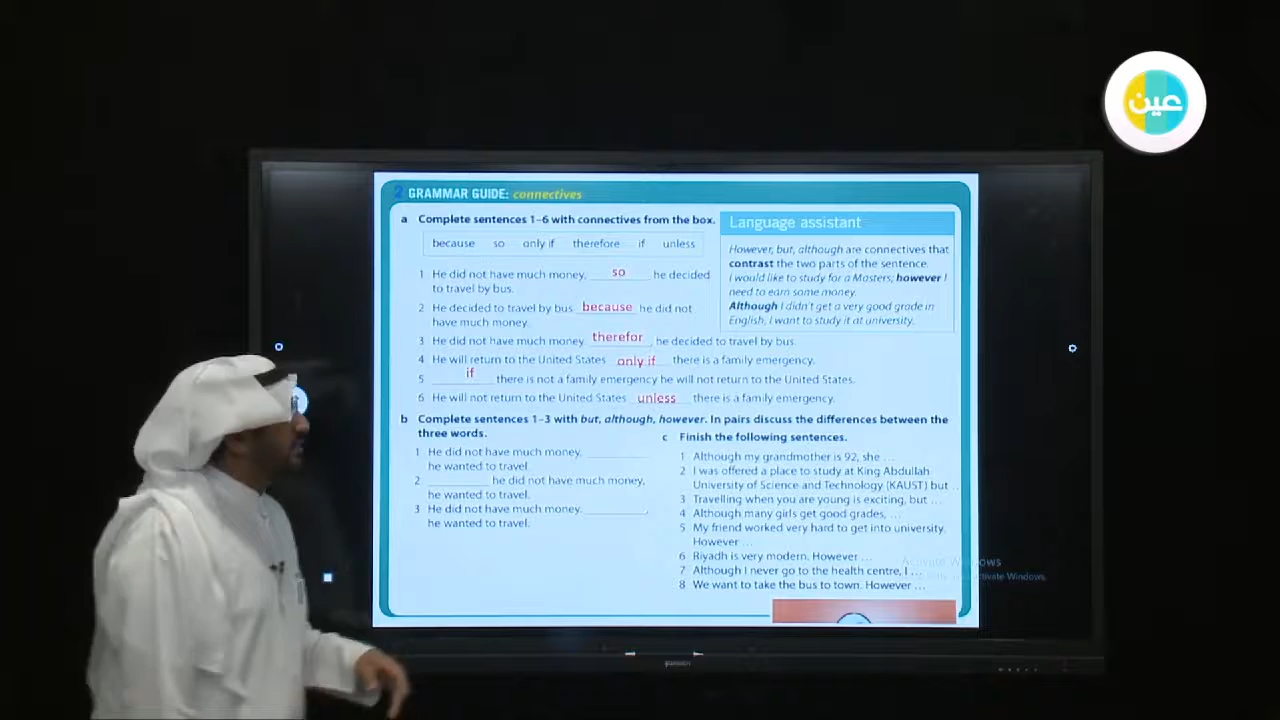 عين
2 GRAMMAR GUIDE: connectives
a Complete sentences 1–6 with connectives from the box.
because so only if therefore if unless
1 He did not have much money, so he decided
to travel by bus.
2 He decided to travel by bus because he did not
have much money.
3 He did not have much money. therefor, he decided to travel by bus.
4 He will return to the United States only if there is a family emergency.
5 if there is not a family emergency he will not return to the United States.
6 He will not return to the United States unless there is a family emergency.
Language assistant
However, but, although are connectives that
contrast the two parts of the sentence.
I would like to study for a Masters; however I
need to earn some money.
Although I didn't get a very good grade in
English, I want to study it at university.
b Complete sentences 1–3 with but, although, however. In pairs discuss the differences between the
three words.
1 He did not have much money,
he wanted to travel.
2 he did not have much money,
he wanted to travel.
3 He did not have much money. ,
he wanted to travel.
c Finish the following sentences.
1 Although my grandmother is 92, she ...
2 I was offered a place to study at King Abdullah
University of Science and Technology (KAUST) but ...
3 Travelling when you are young is exciting, but ...
4 Although many girls get good grades, ...
5 My friend worked very hard to get into university.
However ...
6 Riyadh is very modern. However ...
7 Although I never go to the health centre, I ...
8 We want to take the bus to town. However ...
Activate Windows
Activate Windows.